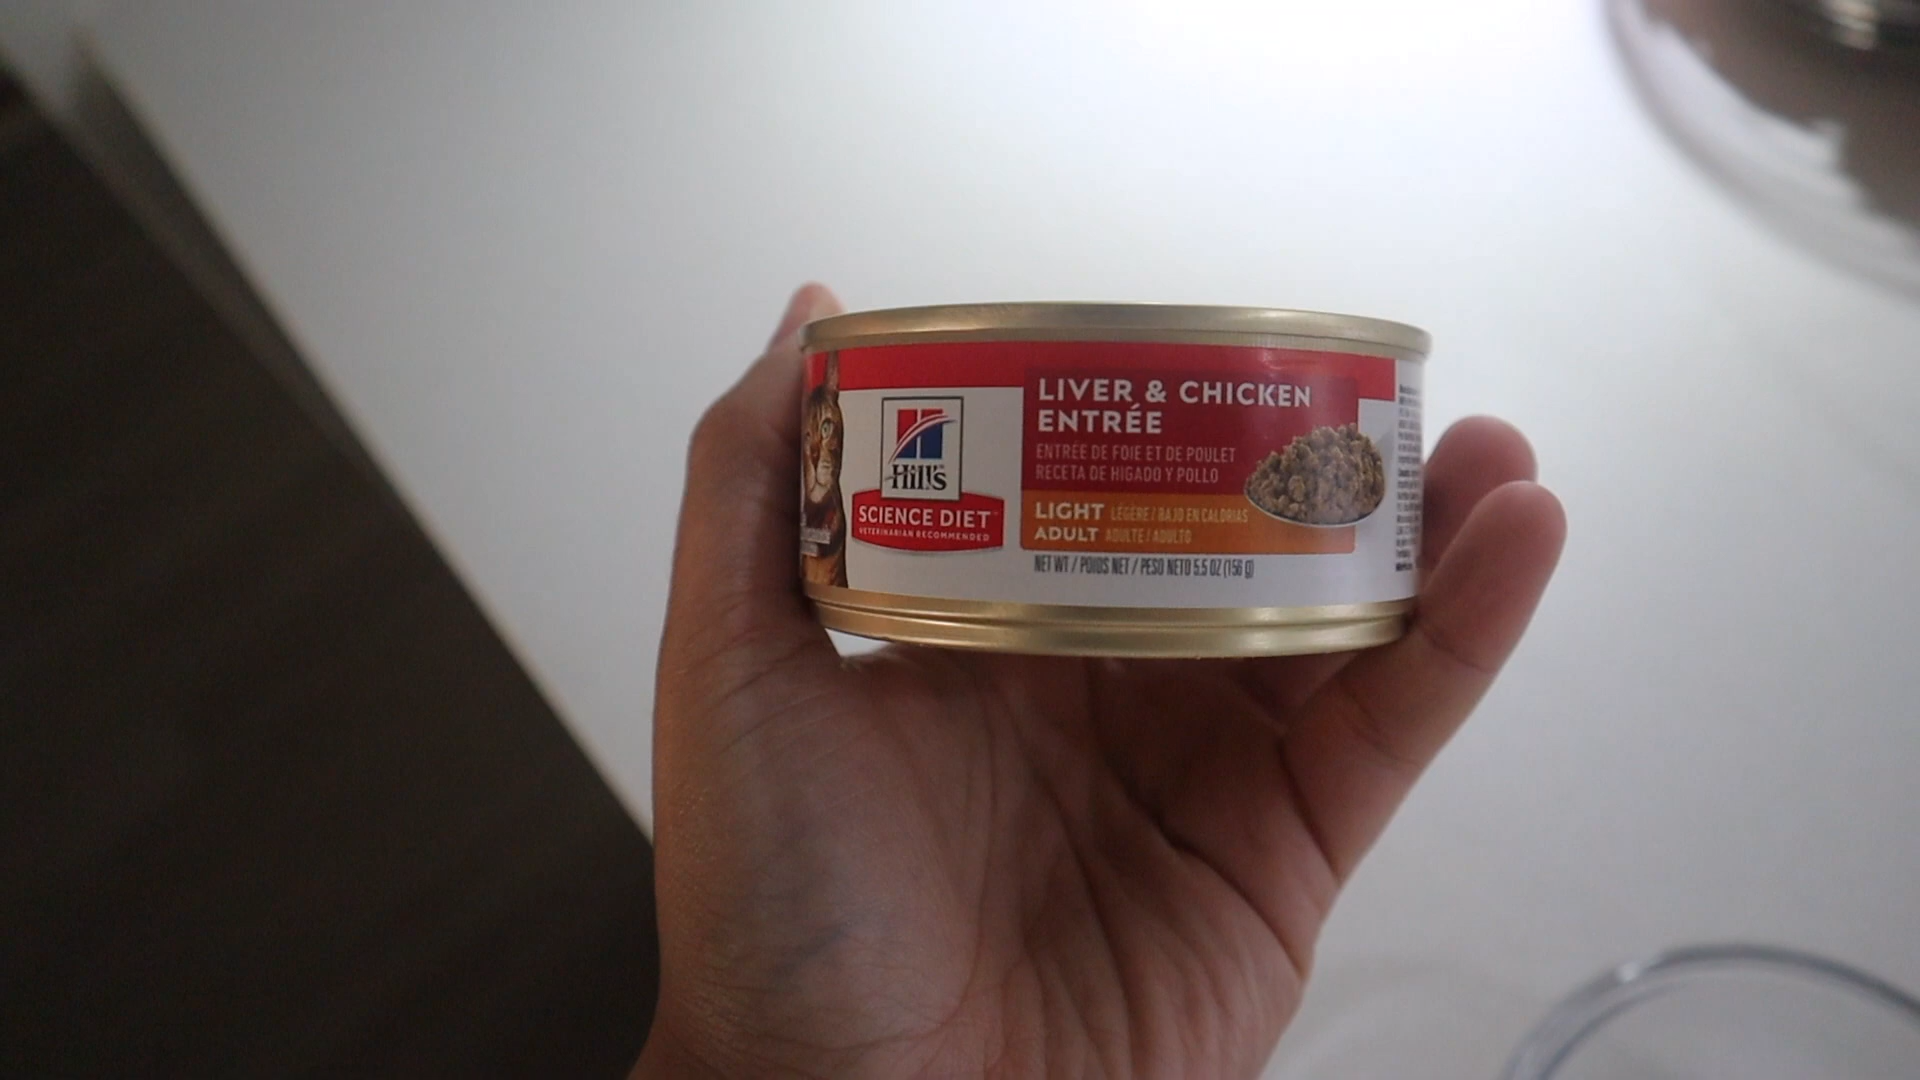 Hill's
SCIENCE DIET
VETERINARIAN RECOMMENDED
LIVER & CHICKEN
ENTRÉE
ENTRÉE DE FOIE ET DE POULET
RECETA DE HIGADO Y POLLO
LIGHT LÉGÈRE / BAJO EN CALORIAS
ADULT ADULTE / ADULTO
NET WT / POIDS NET / PESO NETO 5.5 OZ (156 g)